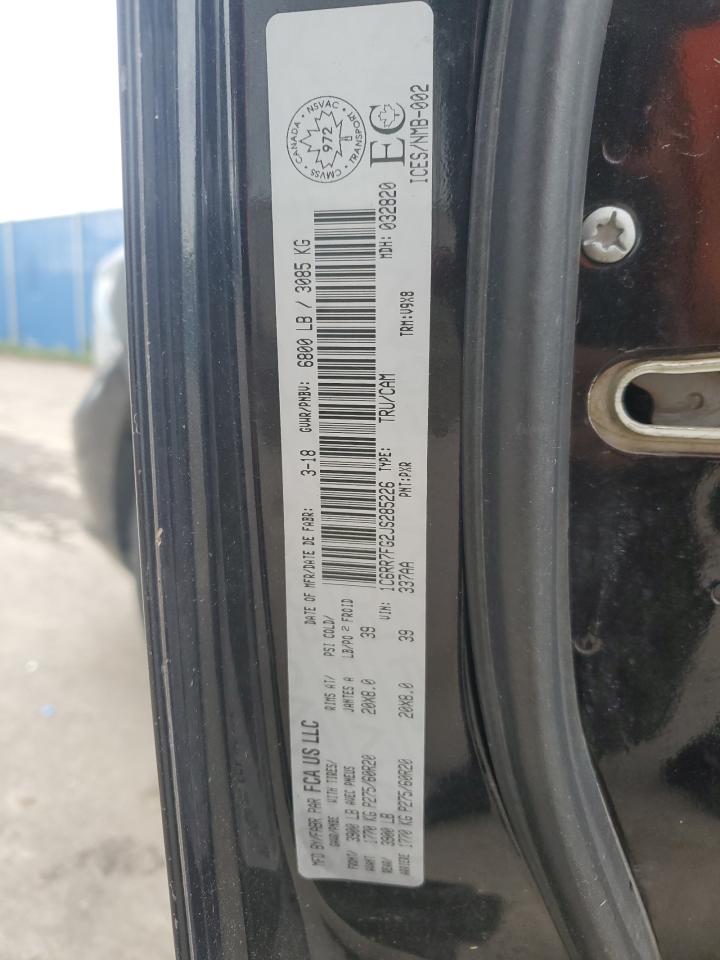 MFD BY/FABR PAR FCA US LLC
DATE OF MFR/DATE DE FABR: 3-18
GVWR/PNBV: 6800 LB / 3085 KG
GAWR/PNBE WITH TIRES/
RIMS AT/
PSI COLD/
FRONT/ 3900 LB AVEC PNEUS
JANTES A
LB/PO 2 FROID
AVANT 1770 KG P275/60R20
20X8.0
39
REAR/ 3900 LB
ARRIERE 1770 KG P275/60R20
20X8.0
39
VIN: 1C6RR7FG2JS285226
TYPE: TRU/CAM
MDH: 032820
337AA
PNT:PXR
TRM:V9X8
CANADA • NSVAC • TRANSPORT • CMVSS •
972
EC
ICES/NMB-002